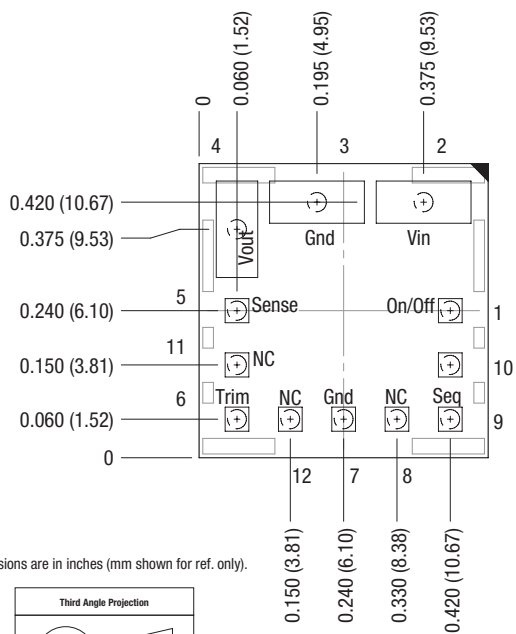 0
0.060 (1.52)
0.195 (4.95)
0.375 (9.53)
4
3
2
0.420 (10.67)
0.375 (9.53)
Vout
Gnd
Vin
0.240 (6.10)
5
Sense
On/Off
1
0.150 (3.81)
11
NC
10
0.060 (1.52)
6
Trim
NC
Gnd
NC
Seq
9
0
12
7
8
0.150 (3.81)
0.240 (6.10)
0.330 (8.38)
0.420 (10.67)
sions are in inches (mm shown for ref. only).
Third Angle Projection